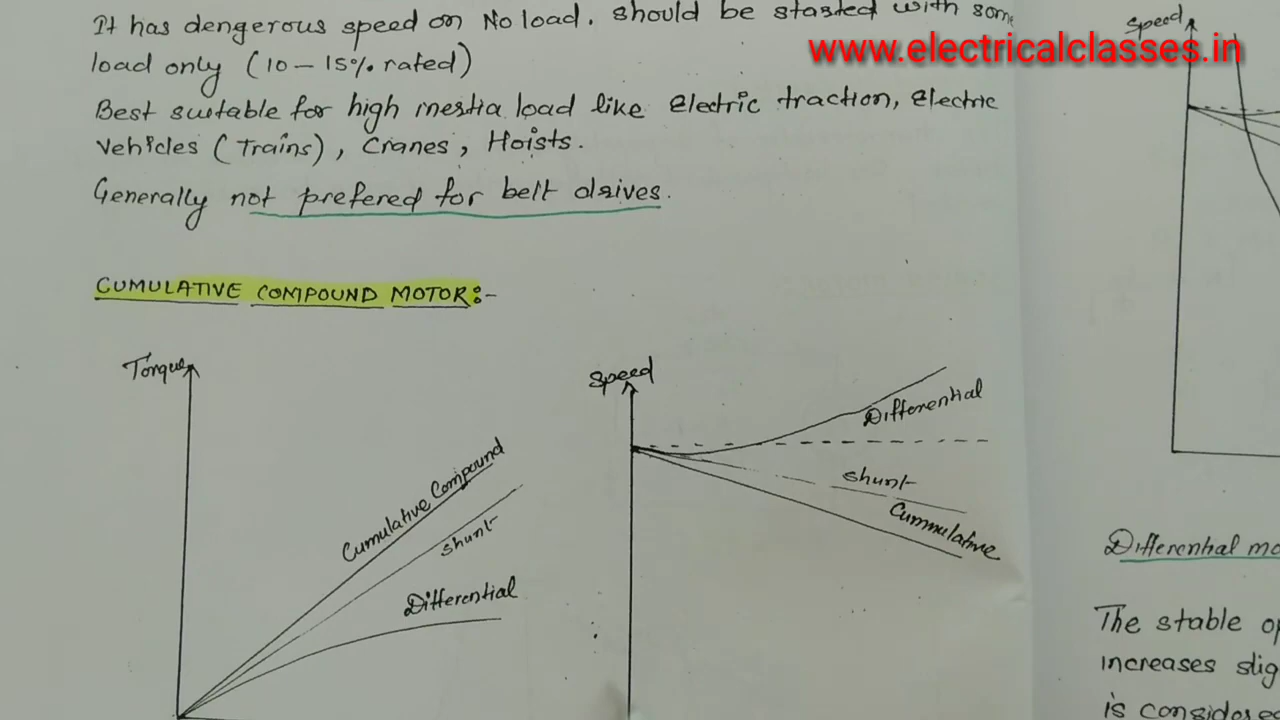 It has dengerous speed on No load. should be started with some
load only (10-15% rated)
Best suitable for high inertia load like Electric traction, Electric
Vehicles (Trains), Cranes, Hoists.
Generally not prefered for belt drives.
CUMULATIVE COMPOUND MOTOR:-
Torque
Cumulative Compound
shunt
Differential
Speed
Differential
shunt
Cummulative
www.electricalclasses.in
Speed
Differential mo
The stable op
increases slig
is considered